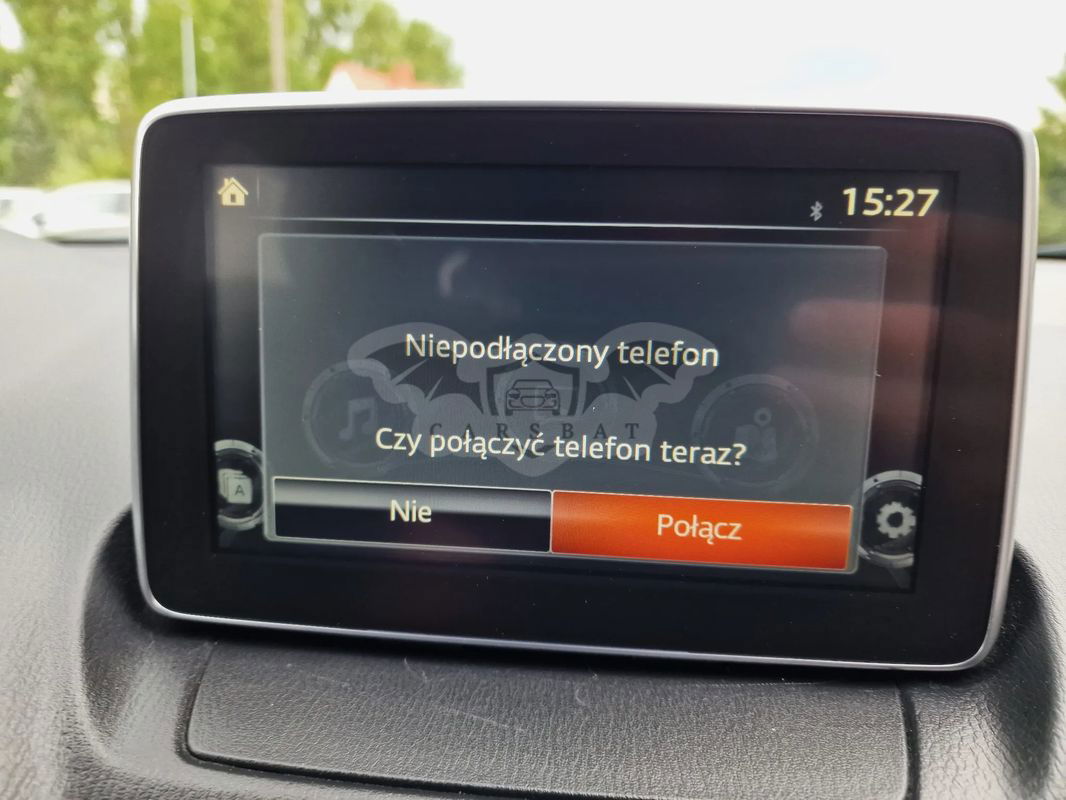 15:27
Niepodłączony telefon
CARSBAT
Czy połączyć telefon teraz?
A
Nie
Połącz